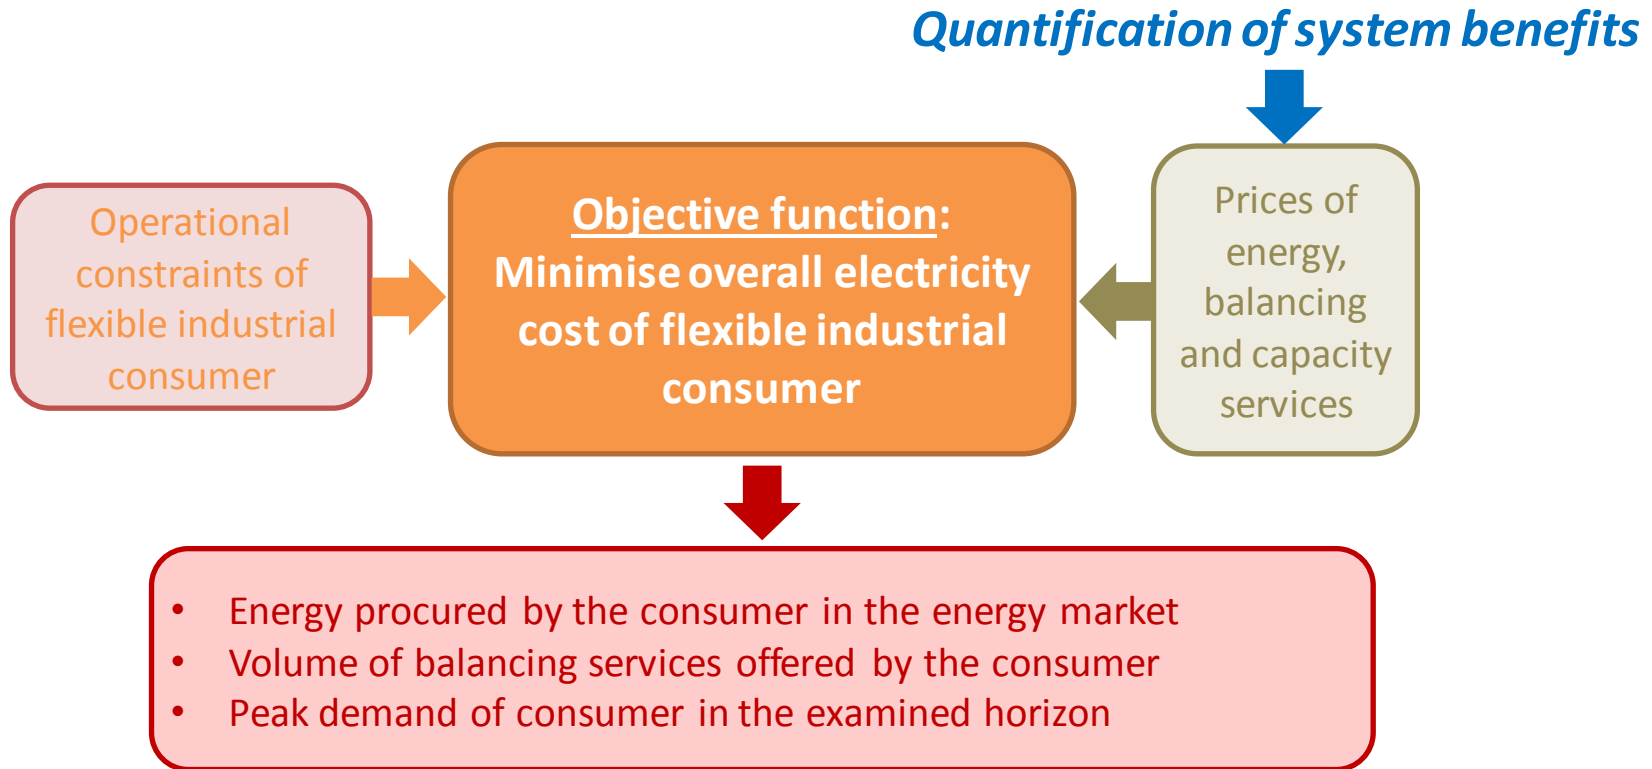 Quantification of system benefits
Operational
constraints of
flexible industrial
consumer
Objective function:
Minimise overall electricity
cost of flexible industrial
consumer
Prices of
energy,
balancing
and capacity
services
• Energy procured by the consumer in the energy market
• Volume of balancing services offered by the consumer
• Peak demand of consumer in the examined horizon